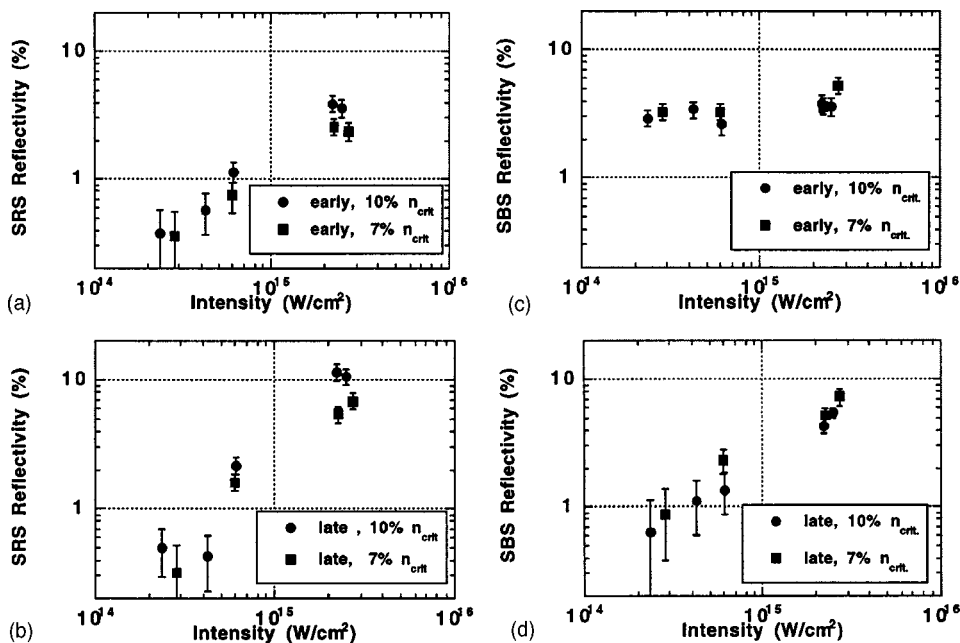 10
1
SRS Reflectivity (%)
early, 10% n_crit
early, 7% n_crit
10^14 10^15 10^16
Intensity (W/cm²)
(a)
10
1
SBS Reflectivity (%)
early, 10% n_crit.
early, 7% n_crit.
10^14 10^15 10^16
Intensity (W/cm²)
(c)
10
1
SRS Reflectivity (%)
late , 10% n_crit
late, 7% n_crit
10^14 10^15 10^16
Intensity (W/cm²)
(b)
10
1
SBS Reflectivity (%)
late, 10% n_crit.
late, 7% n_crit.
10^14 10^15 10^16
Intensity (W/cm²)
(d)